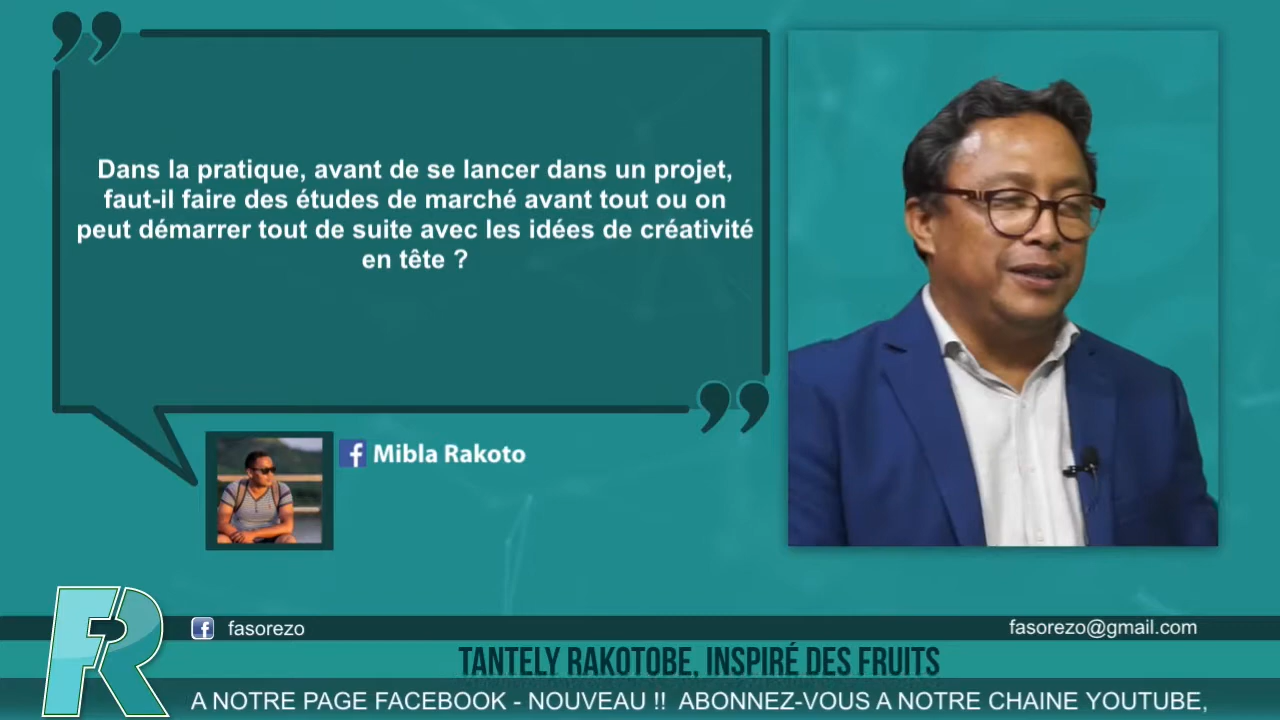 Dans la pratique, avant de se lancer dans un projet,
faut-il faire des études de marché avant tout ou on
peut démarrer tout de suite avec les idées de créativité
en tête ?
Mibla Rakoto
FR
fasorezo
fasorezo@gmail.com
TANTELY RAKOTOBE, INSPIRÉ DES FRUITS
A NOTRE PAGE FACEBOOK - NOUVEAU !! ABONNEZ-VOUS A NOTRE CHAINE YOUTUBE,